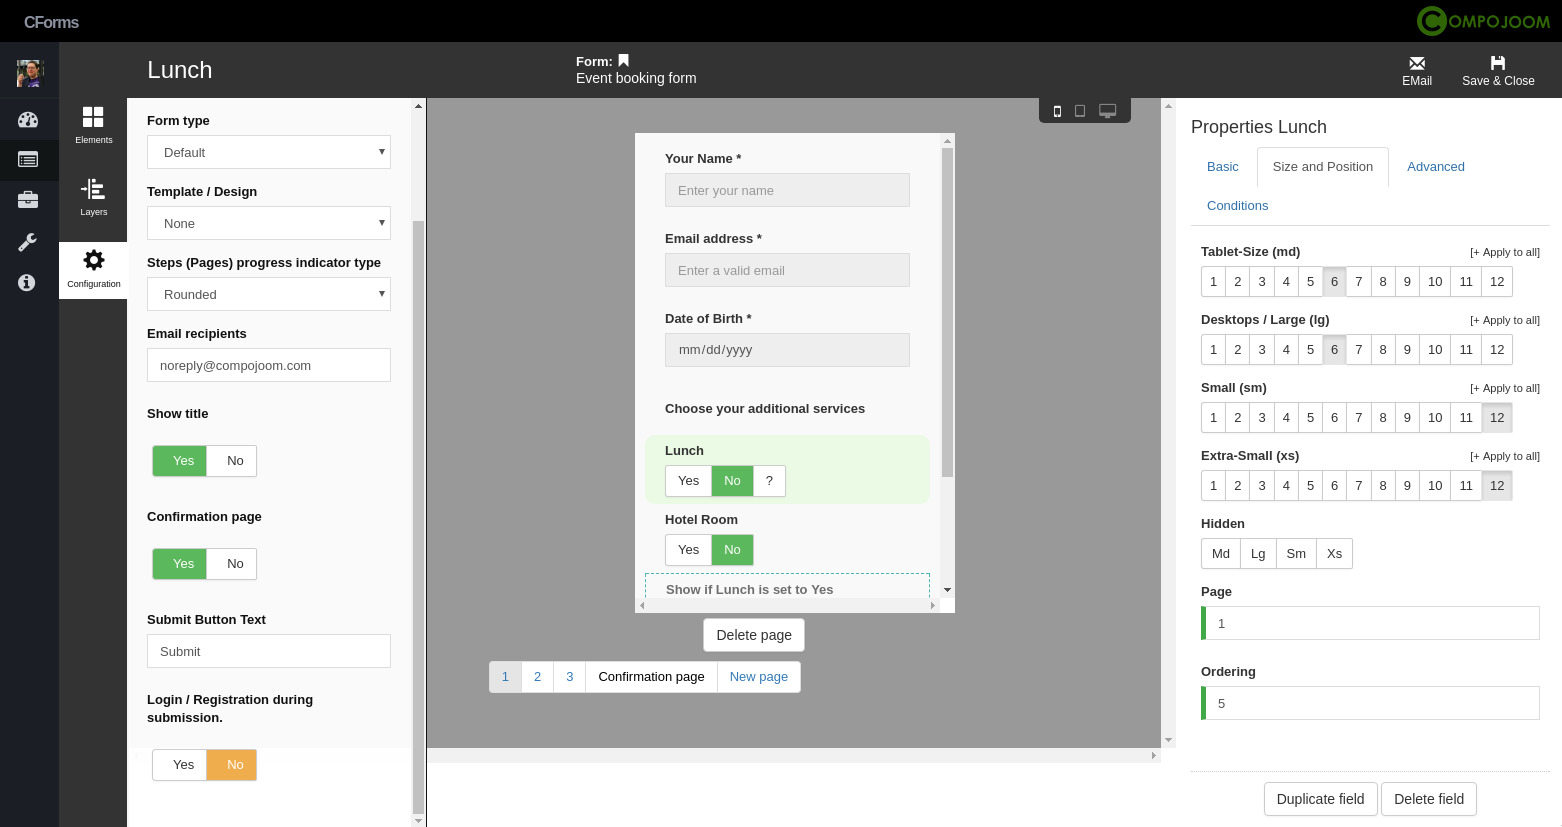 CForms
COMPOJOOM
Lunch
Form:
Event booking form
EMail
Save & Close
Elements
Layers
Configuration
Form type
Default
Template / Design
None
Steps (Pages) progress indicator type
Rounded
Email recipients
noreply@compojoom.com
Show title
Yes No
Confirmation page
Yes No
Submit Button Text
Submit
Login / Registration during
submission.
Yes No
Your Name *
Enter your name
Email address *
Enter a valid email
Date of Birth *
mm/dd/yyyy
Choose your additional services
Lunch
Yes No ?
Hotel Room
Yes No
Show if Lunch is set to Yes
Delete page
1 2 3 Confirmation page New page
Properties Lunch
Basic Size and Position Advanced
Conditions
Tablet-Size (md) [+ Apply to all]
1 2 3 4 5 6 7 8 9 10 11 12
Desktops / Large (lg) [+ Apply to all]
1 2 3 4 5 6 7 8 9 10 11 12
Small (sm) [+ Apply to all]
1 2 3 4 5 6 7 8 9 10 11 12
Extra-Small (xs) [+ Apply to all]
1 2 3 4 5 6 7 8 9 10 11 12
Hidden
Md Lg Sm Xs
Page
1
Ordering
5
Duplicate field Delete field